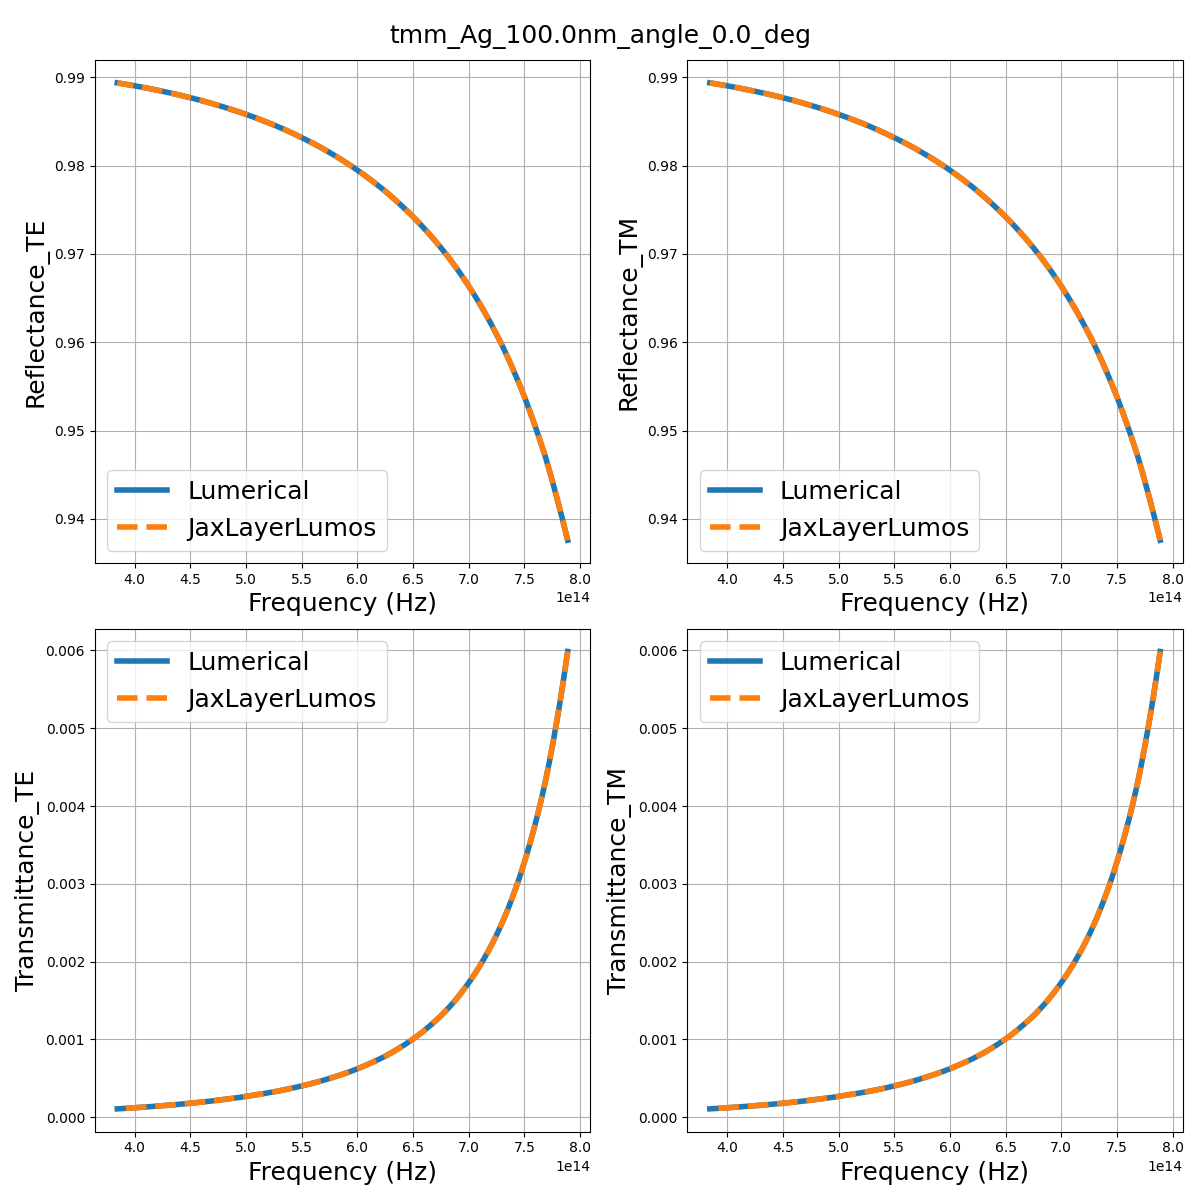 tmm_Ag_100.0nm_angle_0.0_deg
Reflectance_TE
0.99
0.98
0.97
0.96
0.95
0.94
Lumerical
JaxLayerLumos
4.0 4.5 5.0 5.5 6.0 6.5 7.0 7.5 8.0
1e14
Frequency (Hz)
Reflectance_TM
0.99
0.98
0.97
0.96
0.95
0.94
Lumerical
JaxLayerLumos
4.0 4.5 5.0 5.5 6.0 6.5 7.0 7.5 8.0
1e14
Frequency (Hz)
Transmittance_TE
0.006
0.005
0.004
0.003
0.002
0.001
0.000
Lumerical
JaxLayerLumos
4.0 4.5 5.0 5.5 6.0 6.5 7.0 7.5 8.0
1e14
Frequency (Hz)
Transmittance_TM
0.006
0.005
0.004
0.003
0.002
0.001
0.000
Lumerical
JaxLayerLumos
4.0 4.5 5.0 5.5 6.0 6.5 7.0 7.5 8.0
1e14
Frequency (Hz)